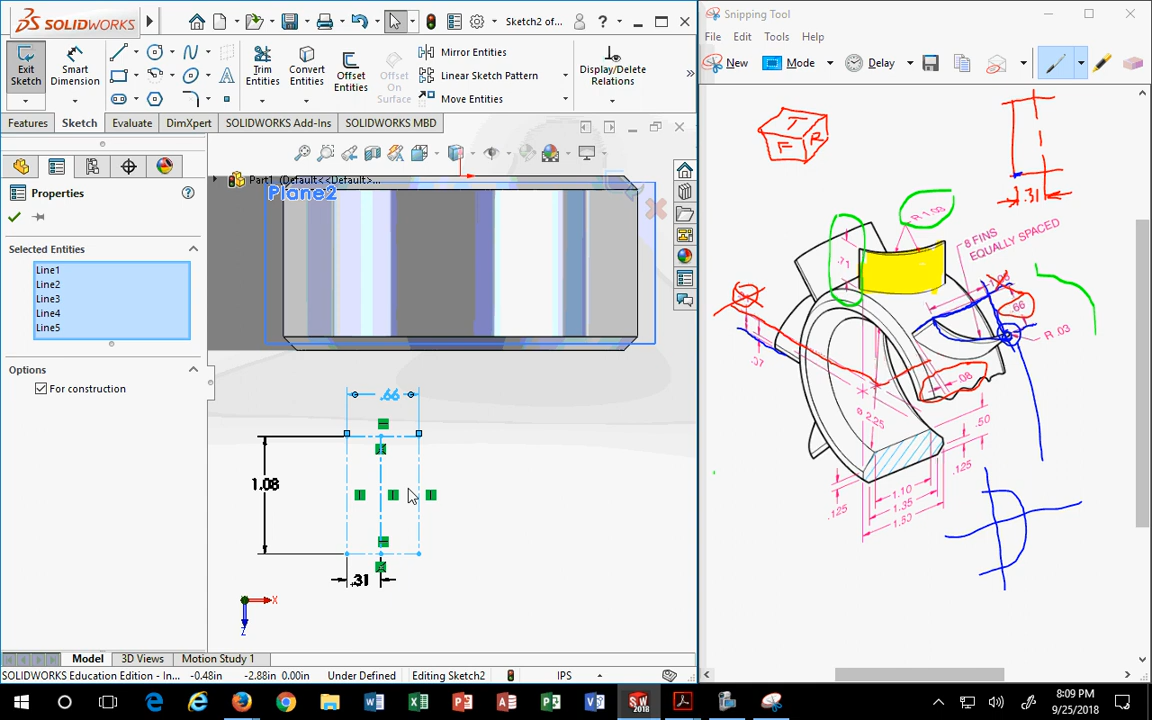 SOLIDWORKS
Sketch2 of...
Exit Sketch
Smart Dimension
Trim Entities
Convert Entities
Offset Entities
Offset On Surface
Mirror Entities
Linear Sketch Pattern
Move Entities
Display/Delete Relations
Features
Sketch
Evaluate
DimXpert
SOLIDWORKS Add-Ins
SOLIDWORKS MBD
Part1 (Default<<Default>...
Plane2
Properties
Selected Entities
Line1
Line2
Line3
Line4
Line5
Options
For construction
.66
1.08
.31
X
Z
Model
3D Views
Motion Study 1
SOLIDWORKS Education Edition - In...
-0.48in
-2.88in
0.00in
Under Defined
Editing Sketch2
IPS
Snipping Tool
File
Edit
Tools
Help
New
Mode
Delay
T
F
R
.31
R 1.00
8 FINS
EQUALLY SPACED
.71
.66
R .03
.07
.08
ø 2.25
.50
.125
1.10
1.35
.125
8:09 PM
9/25/2018